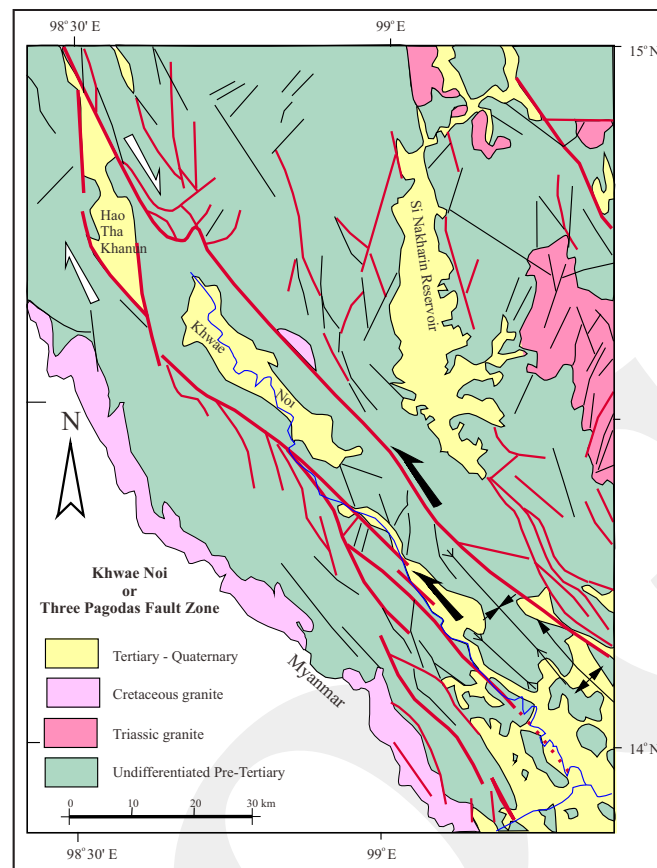 98°30' E
99°E
15°N
Hao
Tha
Khanun
Si Nakharin Reservoir
Khwae
Noi
N
Khwae Noi
or
Three Pagodas Fault Zone
Tertiary - Quaternary
Cretaceous granite
Triassic granite
Undifferentiated Pre-Tertiary
Myanmar
14°N
0 10 20 30 km
98°30' E
99°E